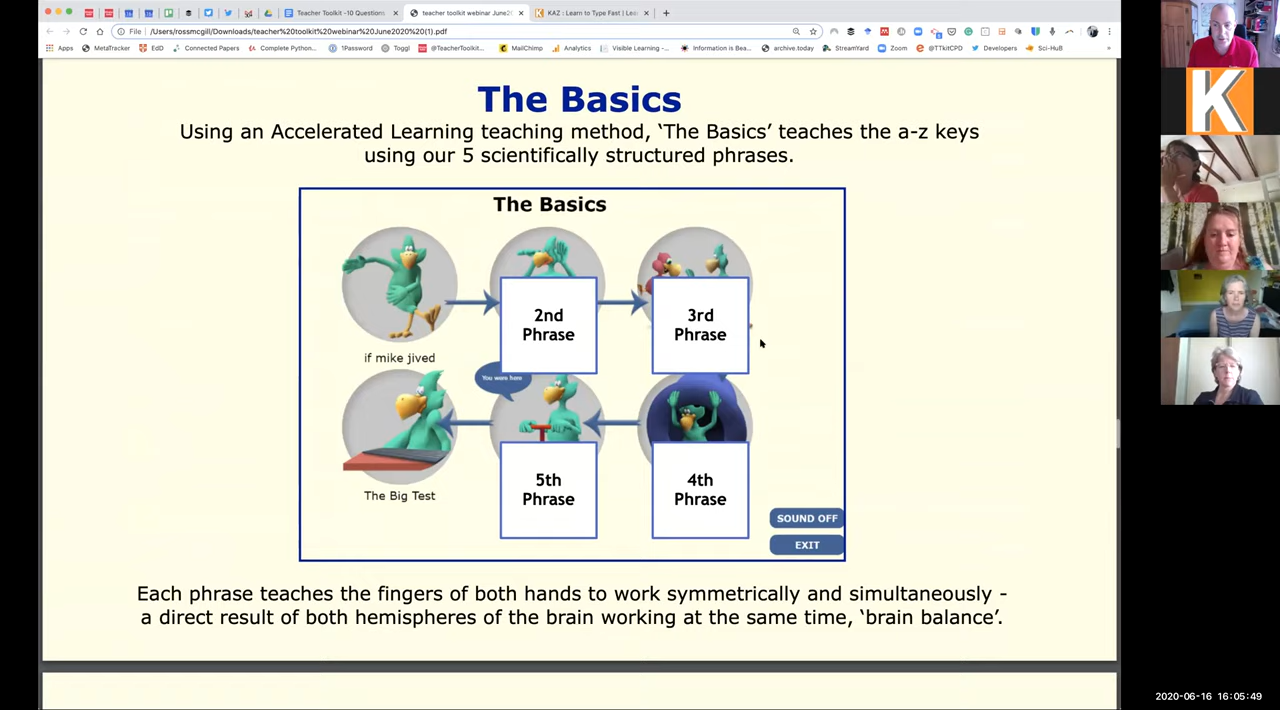 Teacher Toolkit -10 Questions
teacher toolkit webinar June202
KAZ : Learn to Type Fast | Lear
File
/Users/rossmcgill/Downloads/teacher%20toolkit%20webinar%20June2020%20(1).pdf
Apps
MetaTracker
EdD
Connected Papers
Complete Python...
1Password
Toggl
@TeacherToolkit...
MailChimp
Analytics
Visible Learning -...
Information is Bea...
archive.today
StreamYard
Zoom
@TTkitCPD
Developers
Sci-Hub
The Basics
Using an Accelerated Learning teaching method, ‘The Basics’ teaches the a-z keys
using our 5 scientifically structured phrases.
The Basics
2nd
Phrase
3rd
Phrase
if mike jived
You were here
5th
Phrase
4th
Phrase
The Big Test
SOUND OFF
EXIT
Each phrase teaches the fingers of both hands to work symmetrically and simultaneously -
a direct result of both hemispheres of the brain working at the same time, ‘brain balance’.
K
2020-06-16 16:05:49